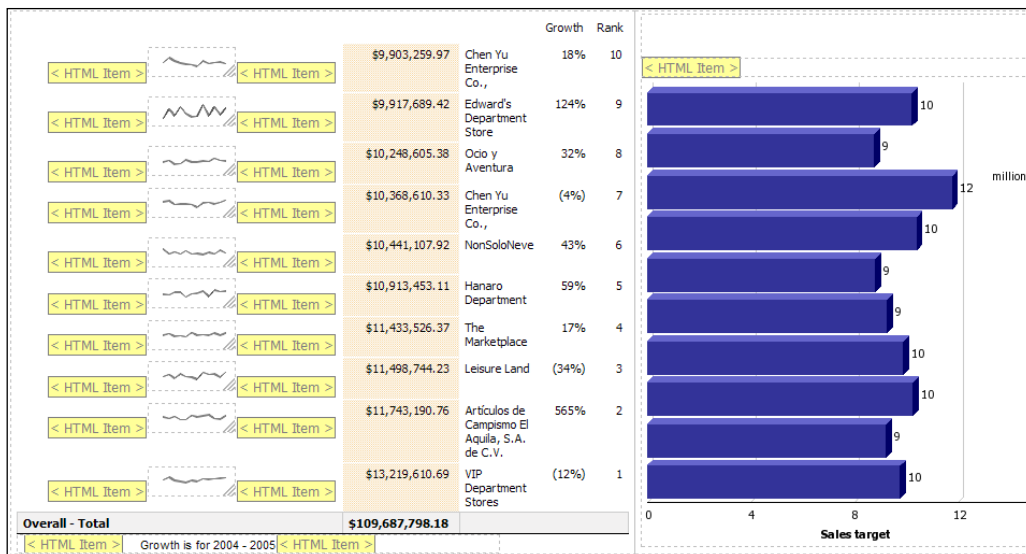 Growth Rank
< HTML Item > < HTML Item > $9,903,259.97 Chen Yu 18% 10
Enterprise
Co.,
< HTML Item > < HTML Item > $9,917,689.42 Edward's 124% 9
Department
Store
< HTML Item > < HTML Item > $10,248,605.38 Ocio y 32% 8
Aventura
< HTML Item > < HTML Item > $10,368,610.33 Chen Yu (4%) 7
Enterprise
Co.,
< HTML Item > < HTML Item > $10,441,107.92 NonSoloNeve 43% 6
< HTML Item > < HTML Item > $10,913,453.11 Hanaro 59% 5
Department
< HTML Item > < HTML Item > $11,433,526.37 The 17% 4
Marketplace
< HTML Item > < HTML Item > $11,498,744.23 Leisure Land (34%) 3
< HTML Item > < HTML Item > $11,743,190.76 Artículos de 565% 2
Campismo El
Aquila, S.A.
de C.V.
< HTML Item > < HTML Item > $13,219,610.69 VIP (12%) 1
Department
Stores
Overall - Total $109,687,798.18
< HTML Item > Growth is for 2004 - 2005 < HTML Item >
< HTML Item >
10
9
12 million
10
9
9
10
10
9
10
0 4 8 12
Sales target